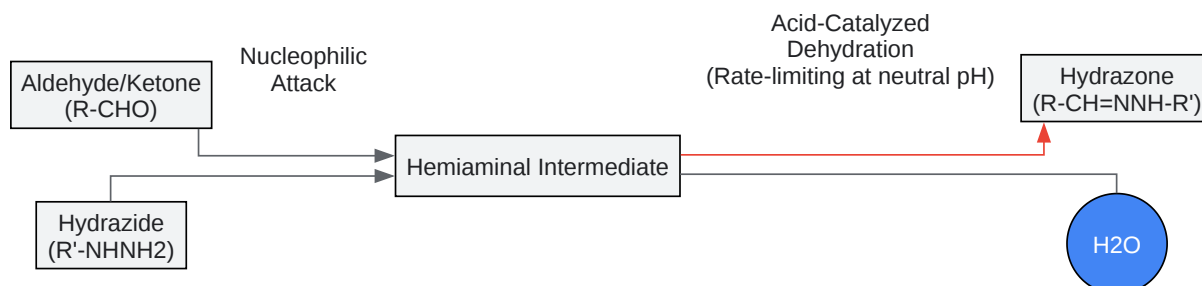 Aldehyde/Ketone
(R-CHO)
Nucleophilic
Attack
Acid-Catalyzed
Dehydration
(Rate-limiting at neutral pH)
Hydrazone
(R-CH=NNH-R')
Hemiaminal Intermediate
Hydrazide
(R'-NHNH2)
H2O